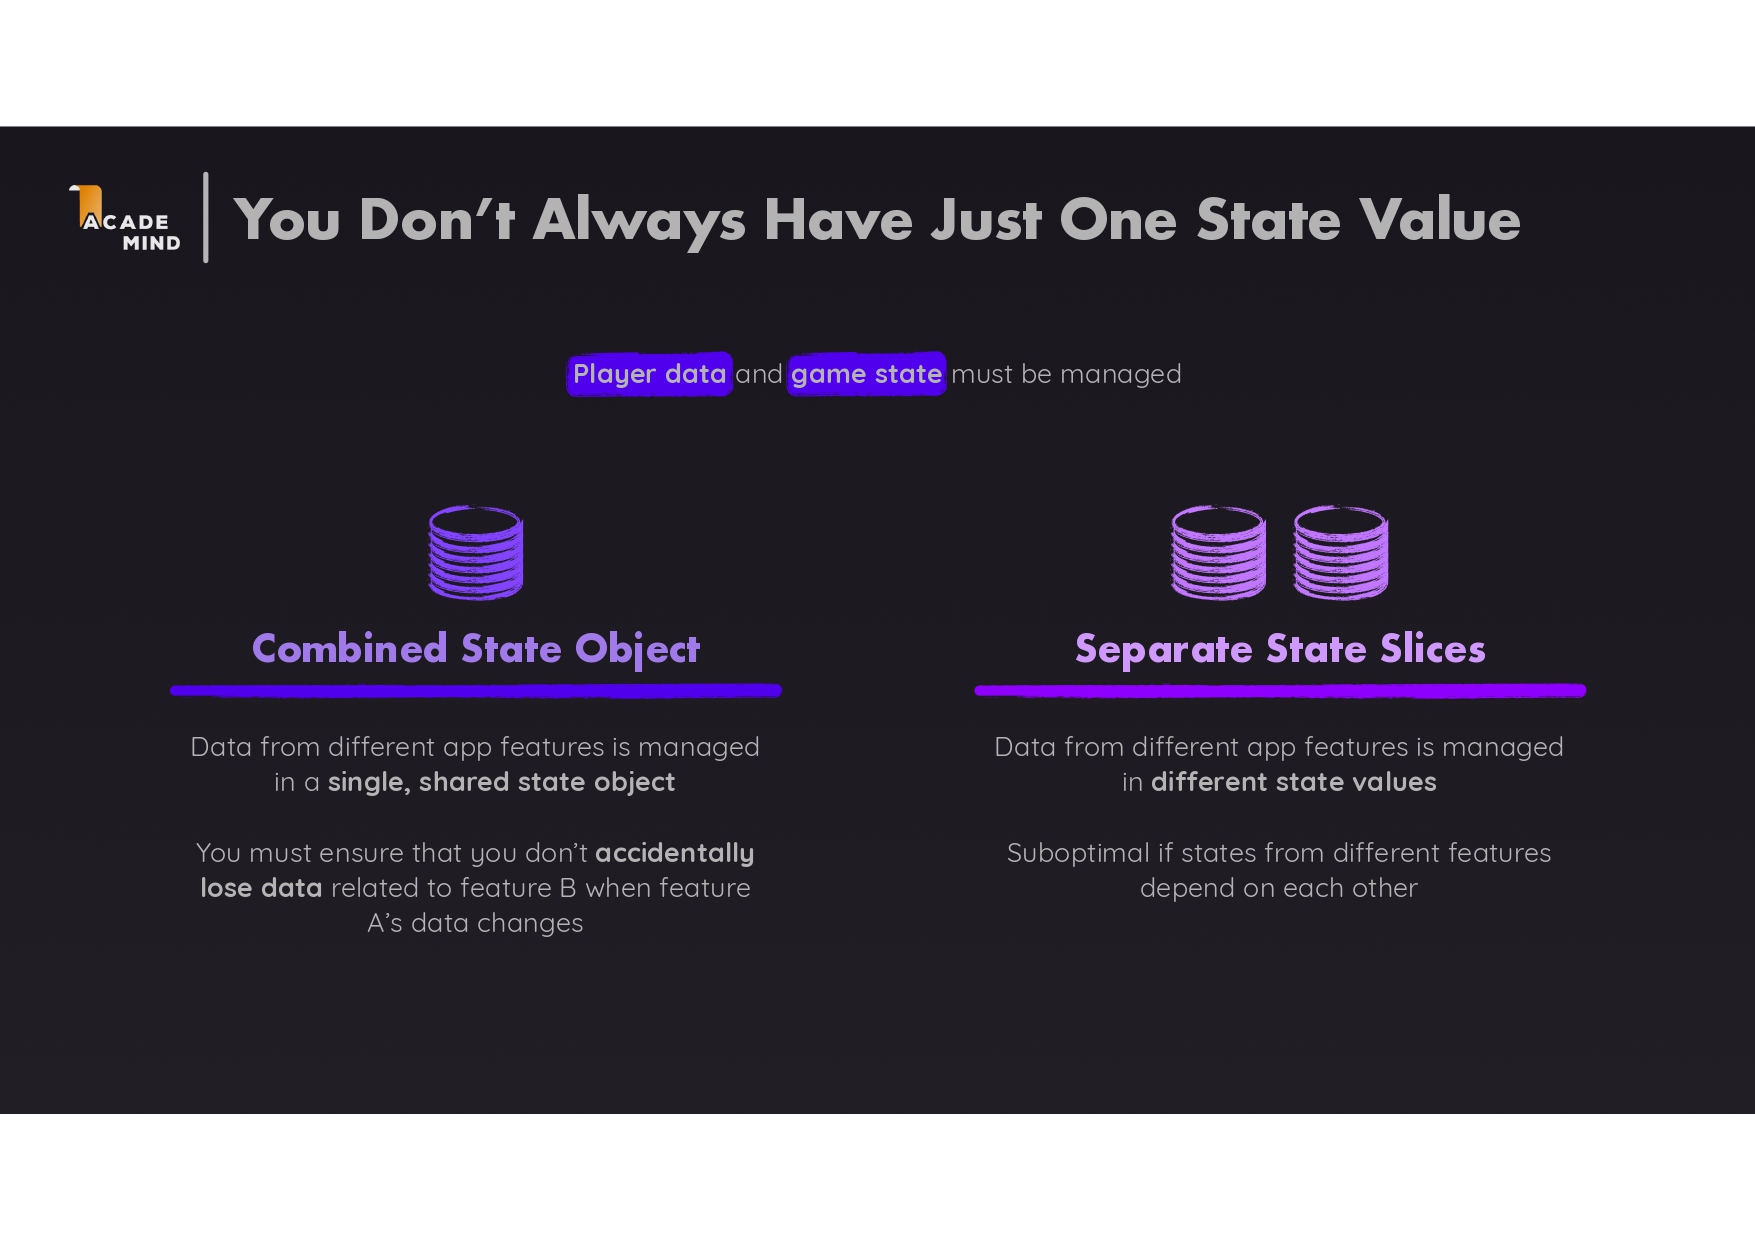 ACADE
MIND
You Don’t Always Have Just One State Value
Player data and game state must be managed
Combined State Object
Data from different app features is managed
in a single, shared state object
You must ensure that you don’t accidentally
lose data related to feature B when feature
A’s data changes
Separate State Slices
Data from different app features is managed
in different state values
Suboptimal if states from different features
depend on each other